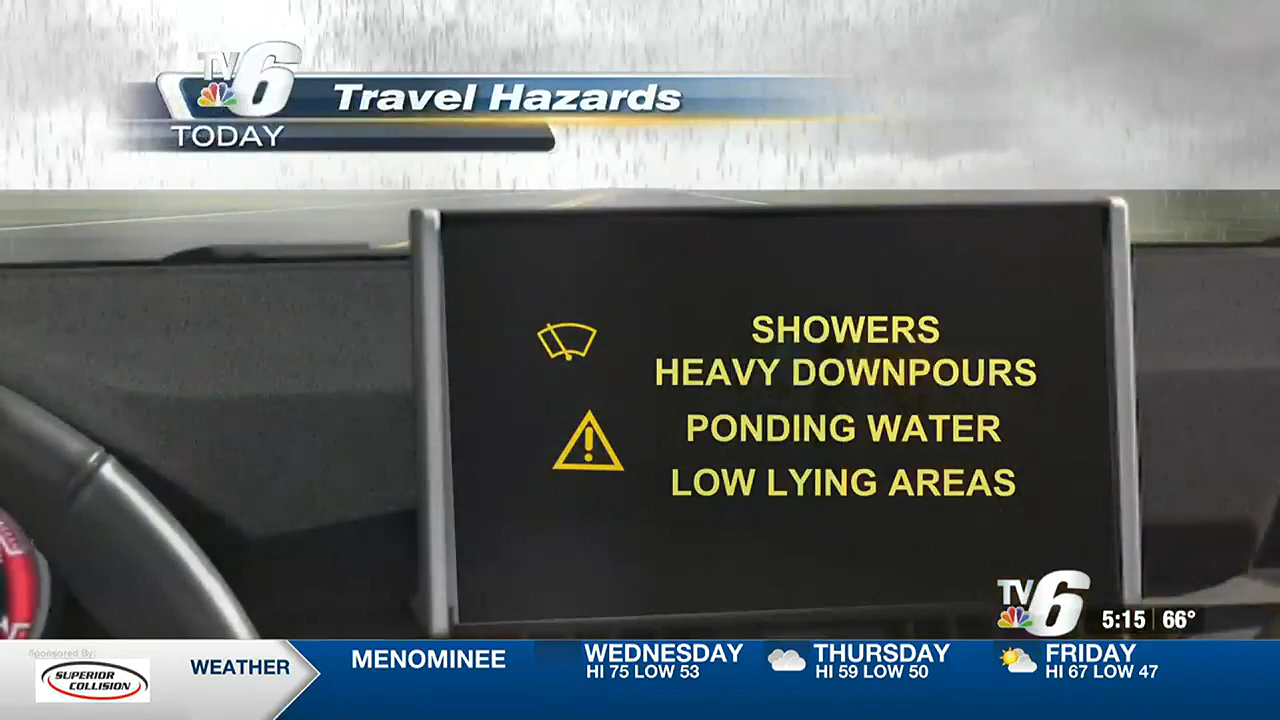 TV6
Travel Hazards
TODAY
SHOWERS
HEAVY DOWNPOURS
PONDING WATER
LOW LYING AREAS
TV6
5:15 66°
Sponsored By:
SUPERIOR
COLLISION
WEATHER
MENOMINEE
WEDNESDAY
HI 75 LOW 53
THURSDAY
HI 59 LOW 50
FRIDAY
HI 67 LOW 47